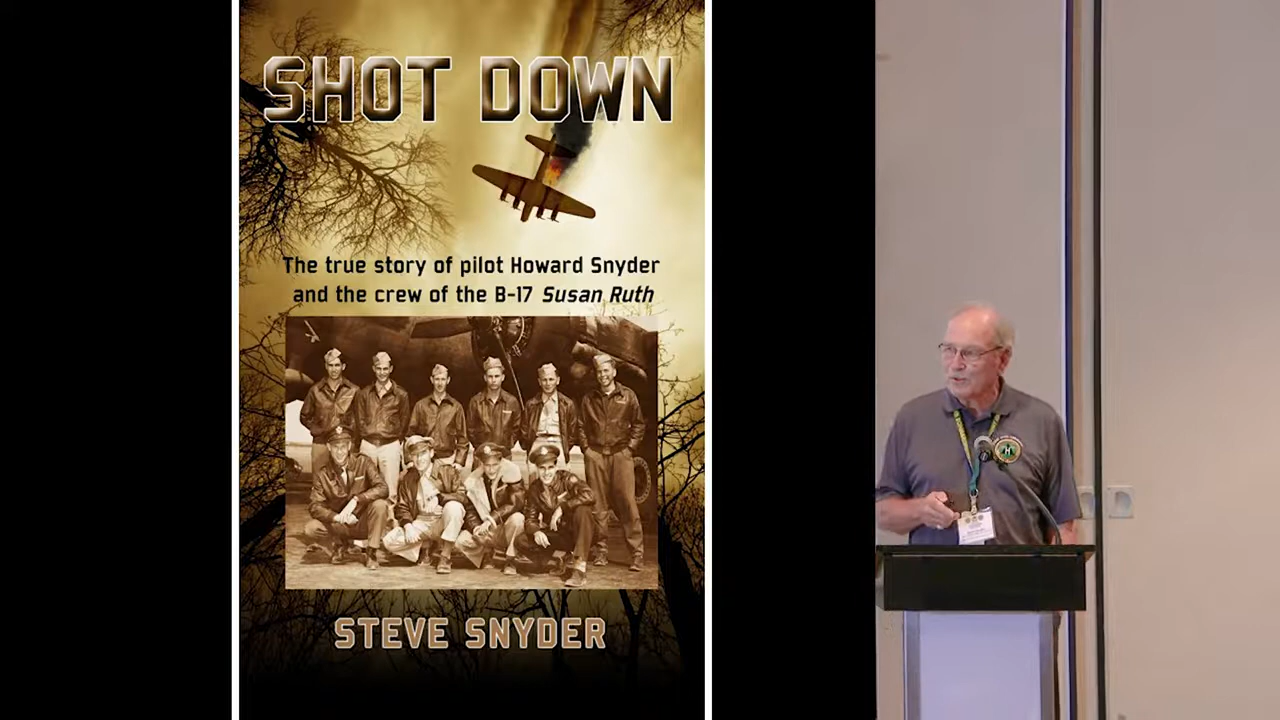 SHOT DOWN
The true story of pilot Howard Snyder
and the crew of the B-17 Susan Ruth
STEVE SNYDER
H